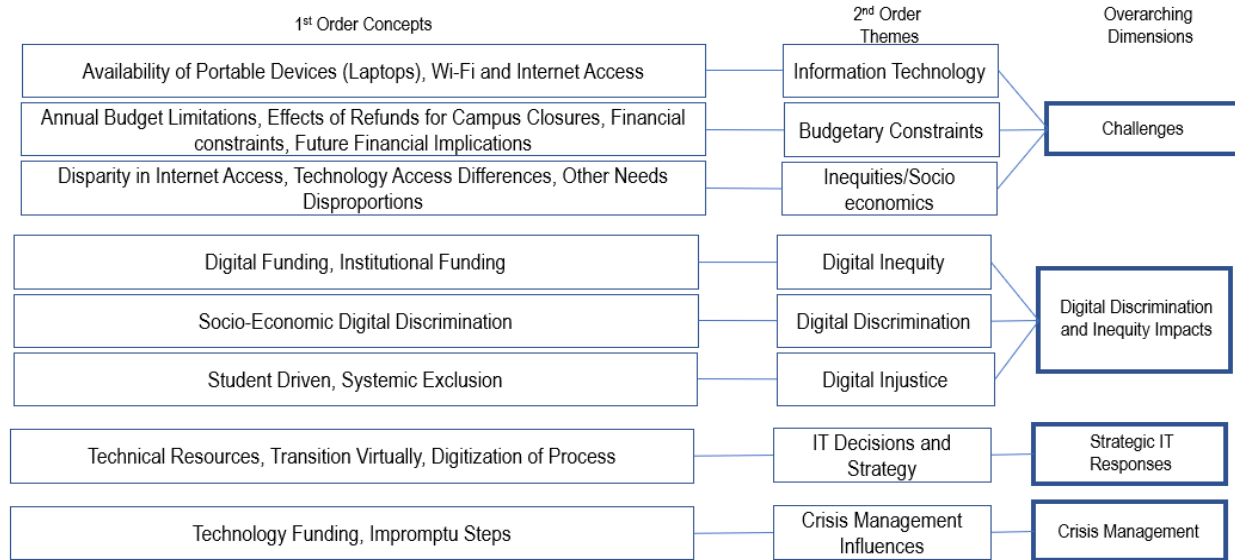 1st Order Concepts
2nd Order
Themes
Overarching
Dimensions
Availability of Portable Devices (Laptops), Wi-Fi and Internet Access
Information Technology
Annual Budget Limitations, Effects of Refunds for Campus Closures, Financial
constraints, Future Financial Implications
Budgetary Constraints
Challenges
Disparity in Internet Access, Technology Access Differences, Other Needs
Disproportions
Inequities/Socio
economics
Digital Funding, Institutional Funding
Digital Inequity
Socio-Economic Digital Discrimination
Digital Discrimination
Digital Discrimination
and Inequity Impacts
Student Driven, Systemic Exclusion
Digital Injustice
Technical Resources, Transition Virtually, Digitization of Process
IT Decisions and
Strategy
Strategic IT
Responses
Technology Funding, Impromptu Steps
Crisis Management
Influences
Crisis Management